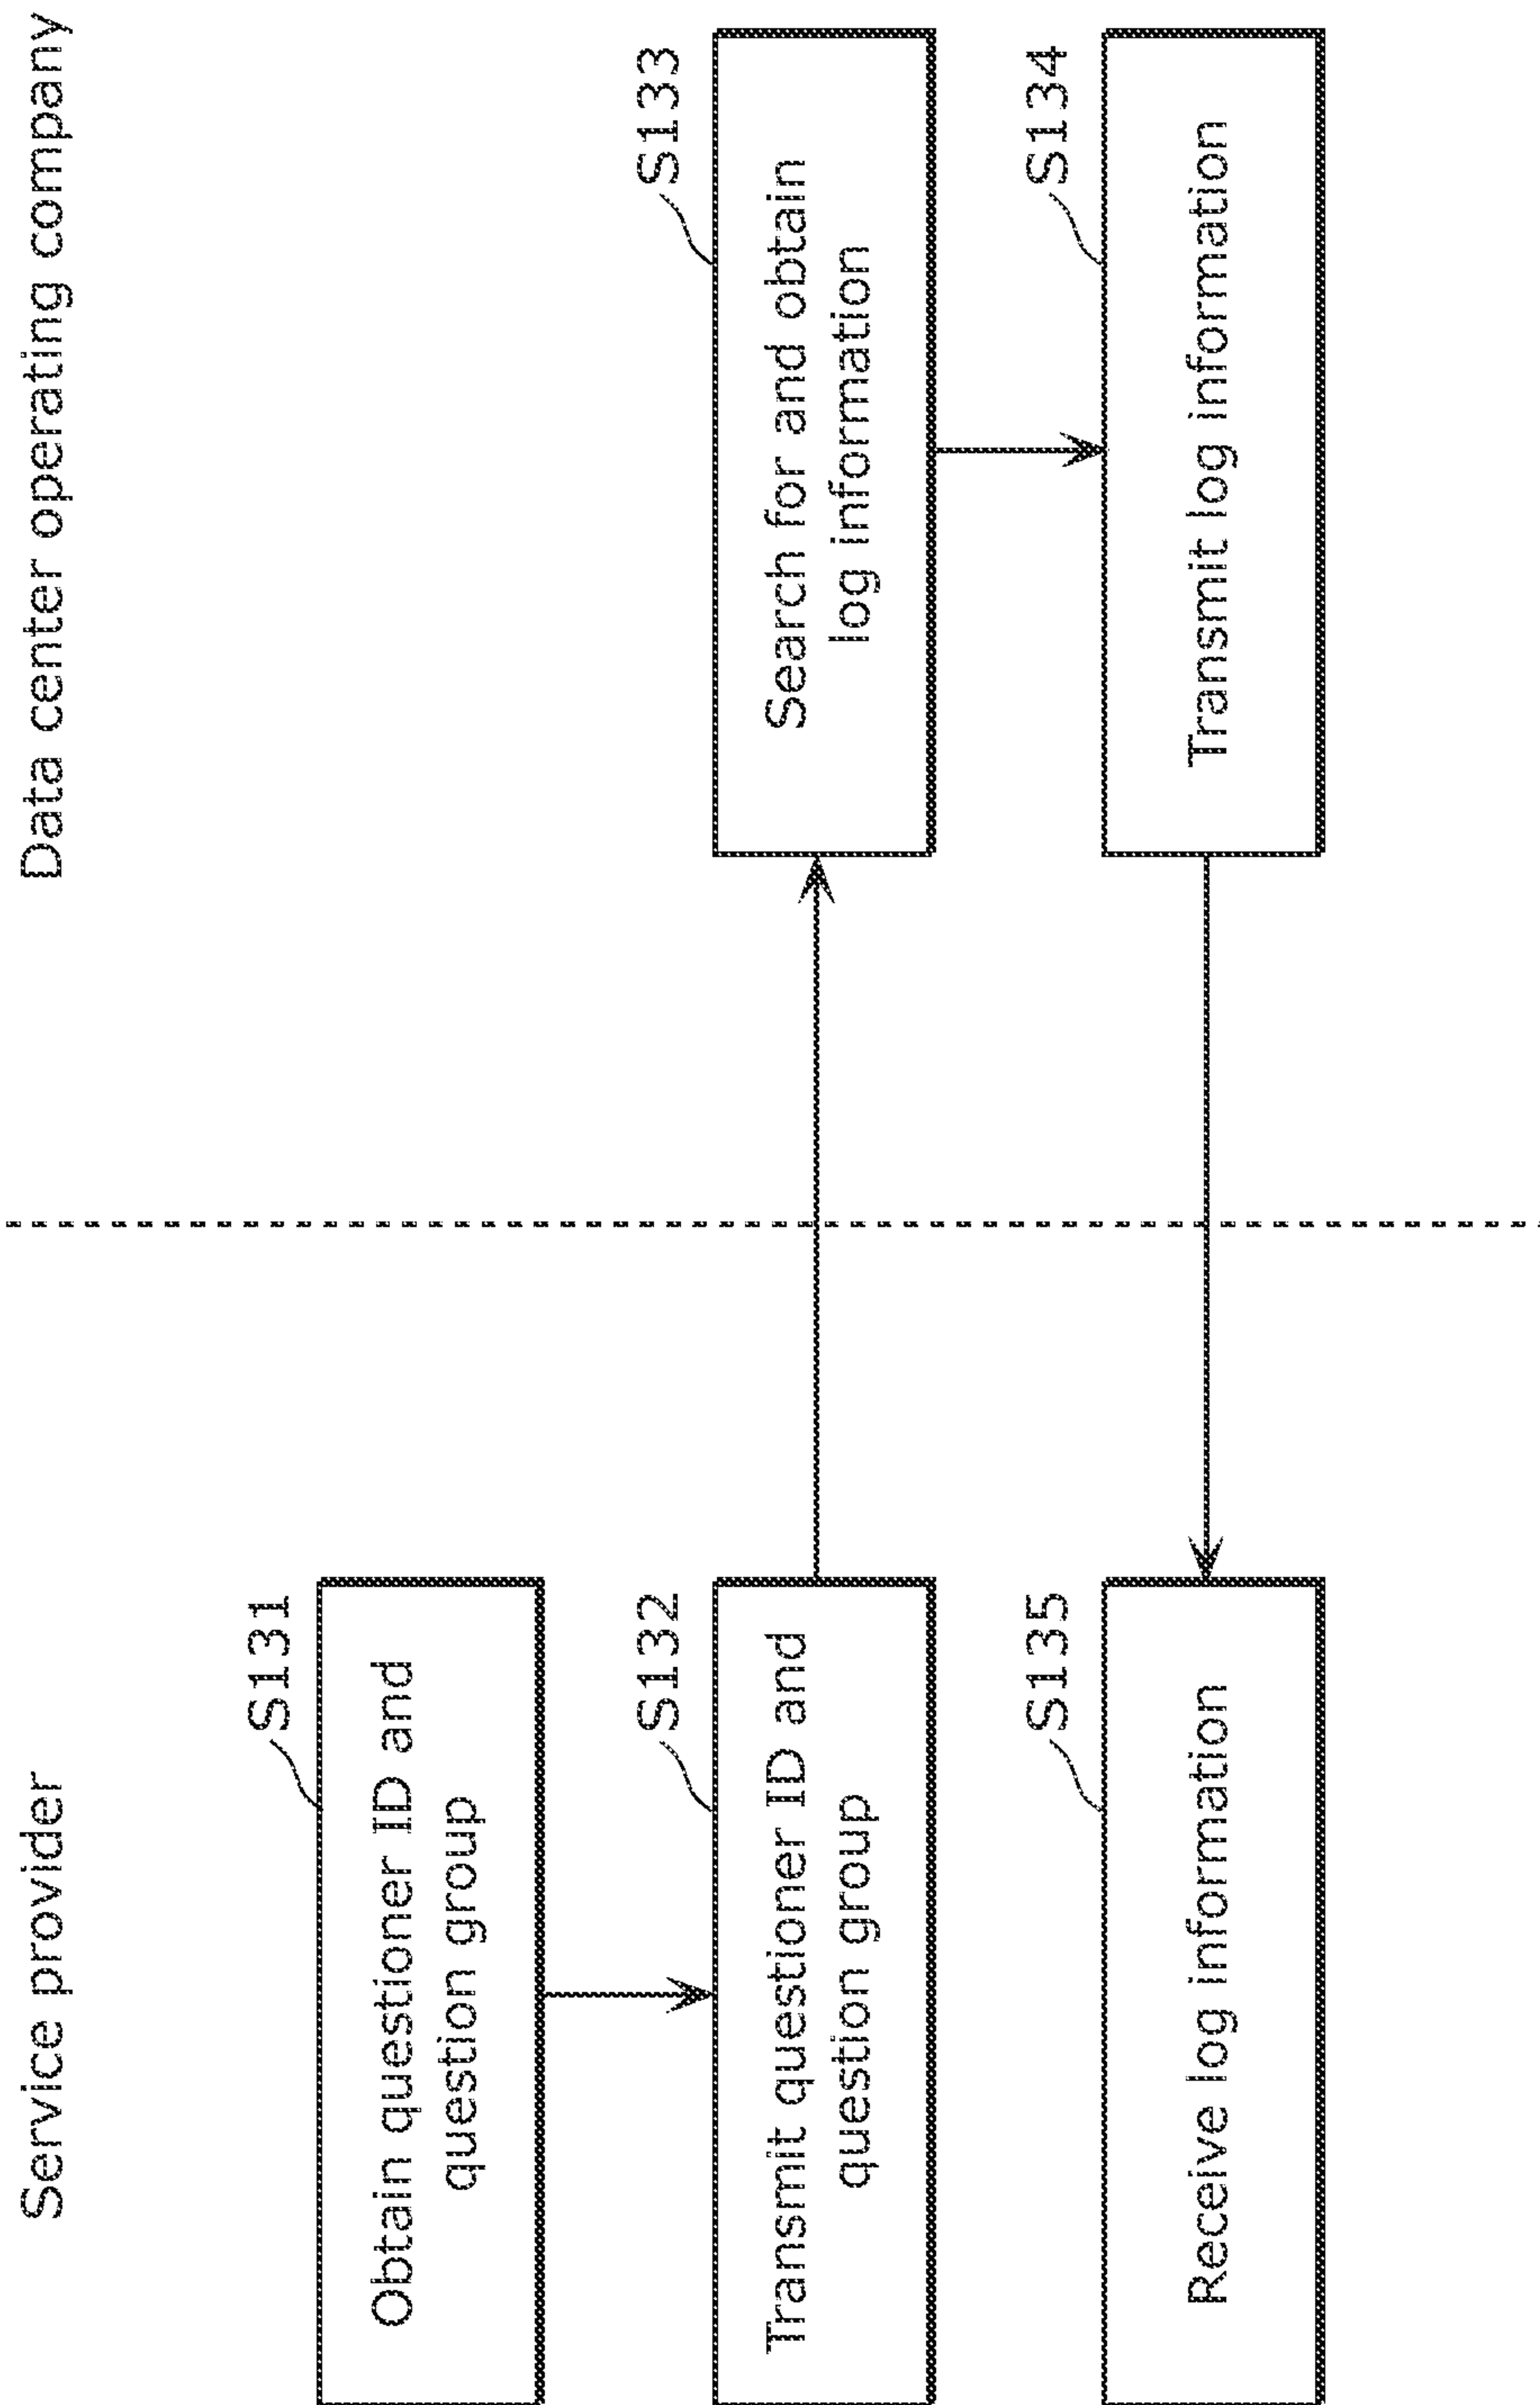 Service provider
Data center operating company
S131
Obtain questioner ID and
question group
S132
Transmit questioner ID and
question group
S133
Search for and obtain
log information
S134
Transmit log information
S135
Receive log information